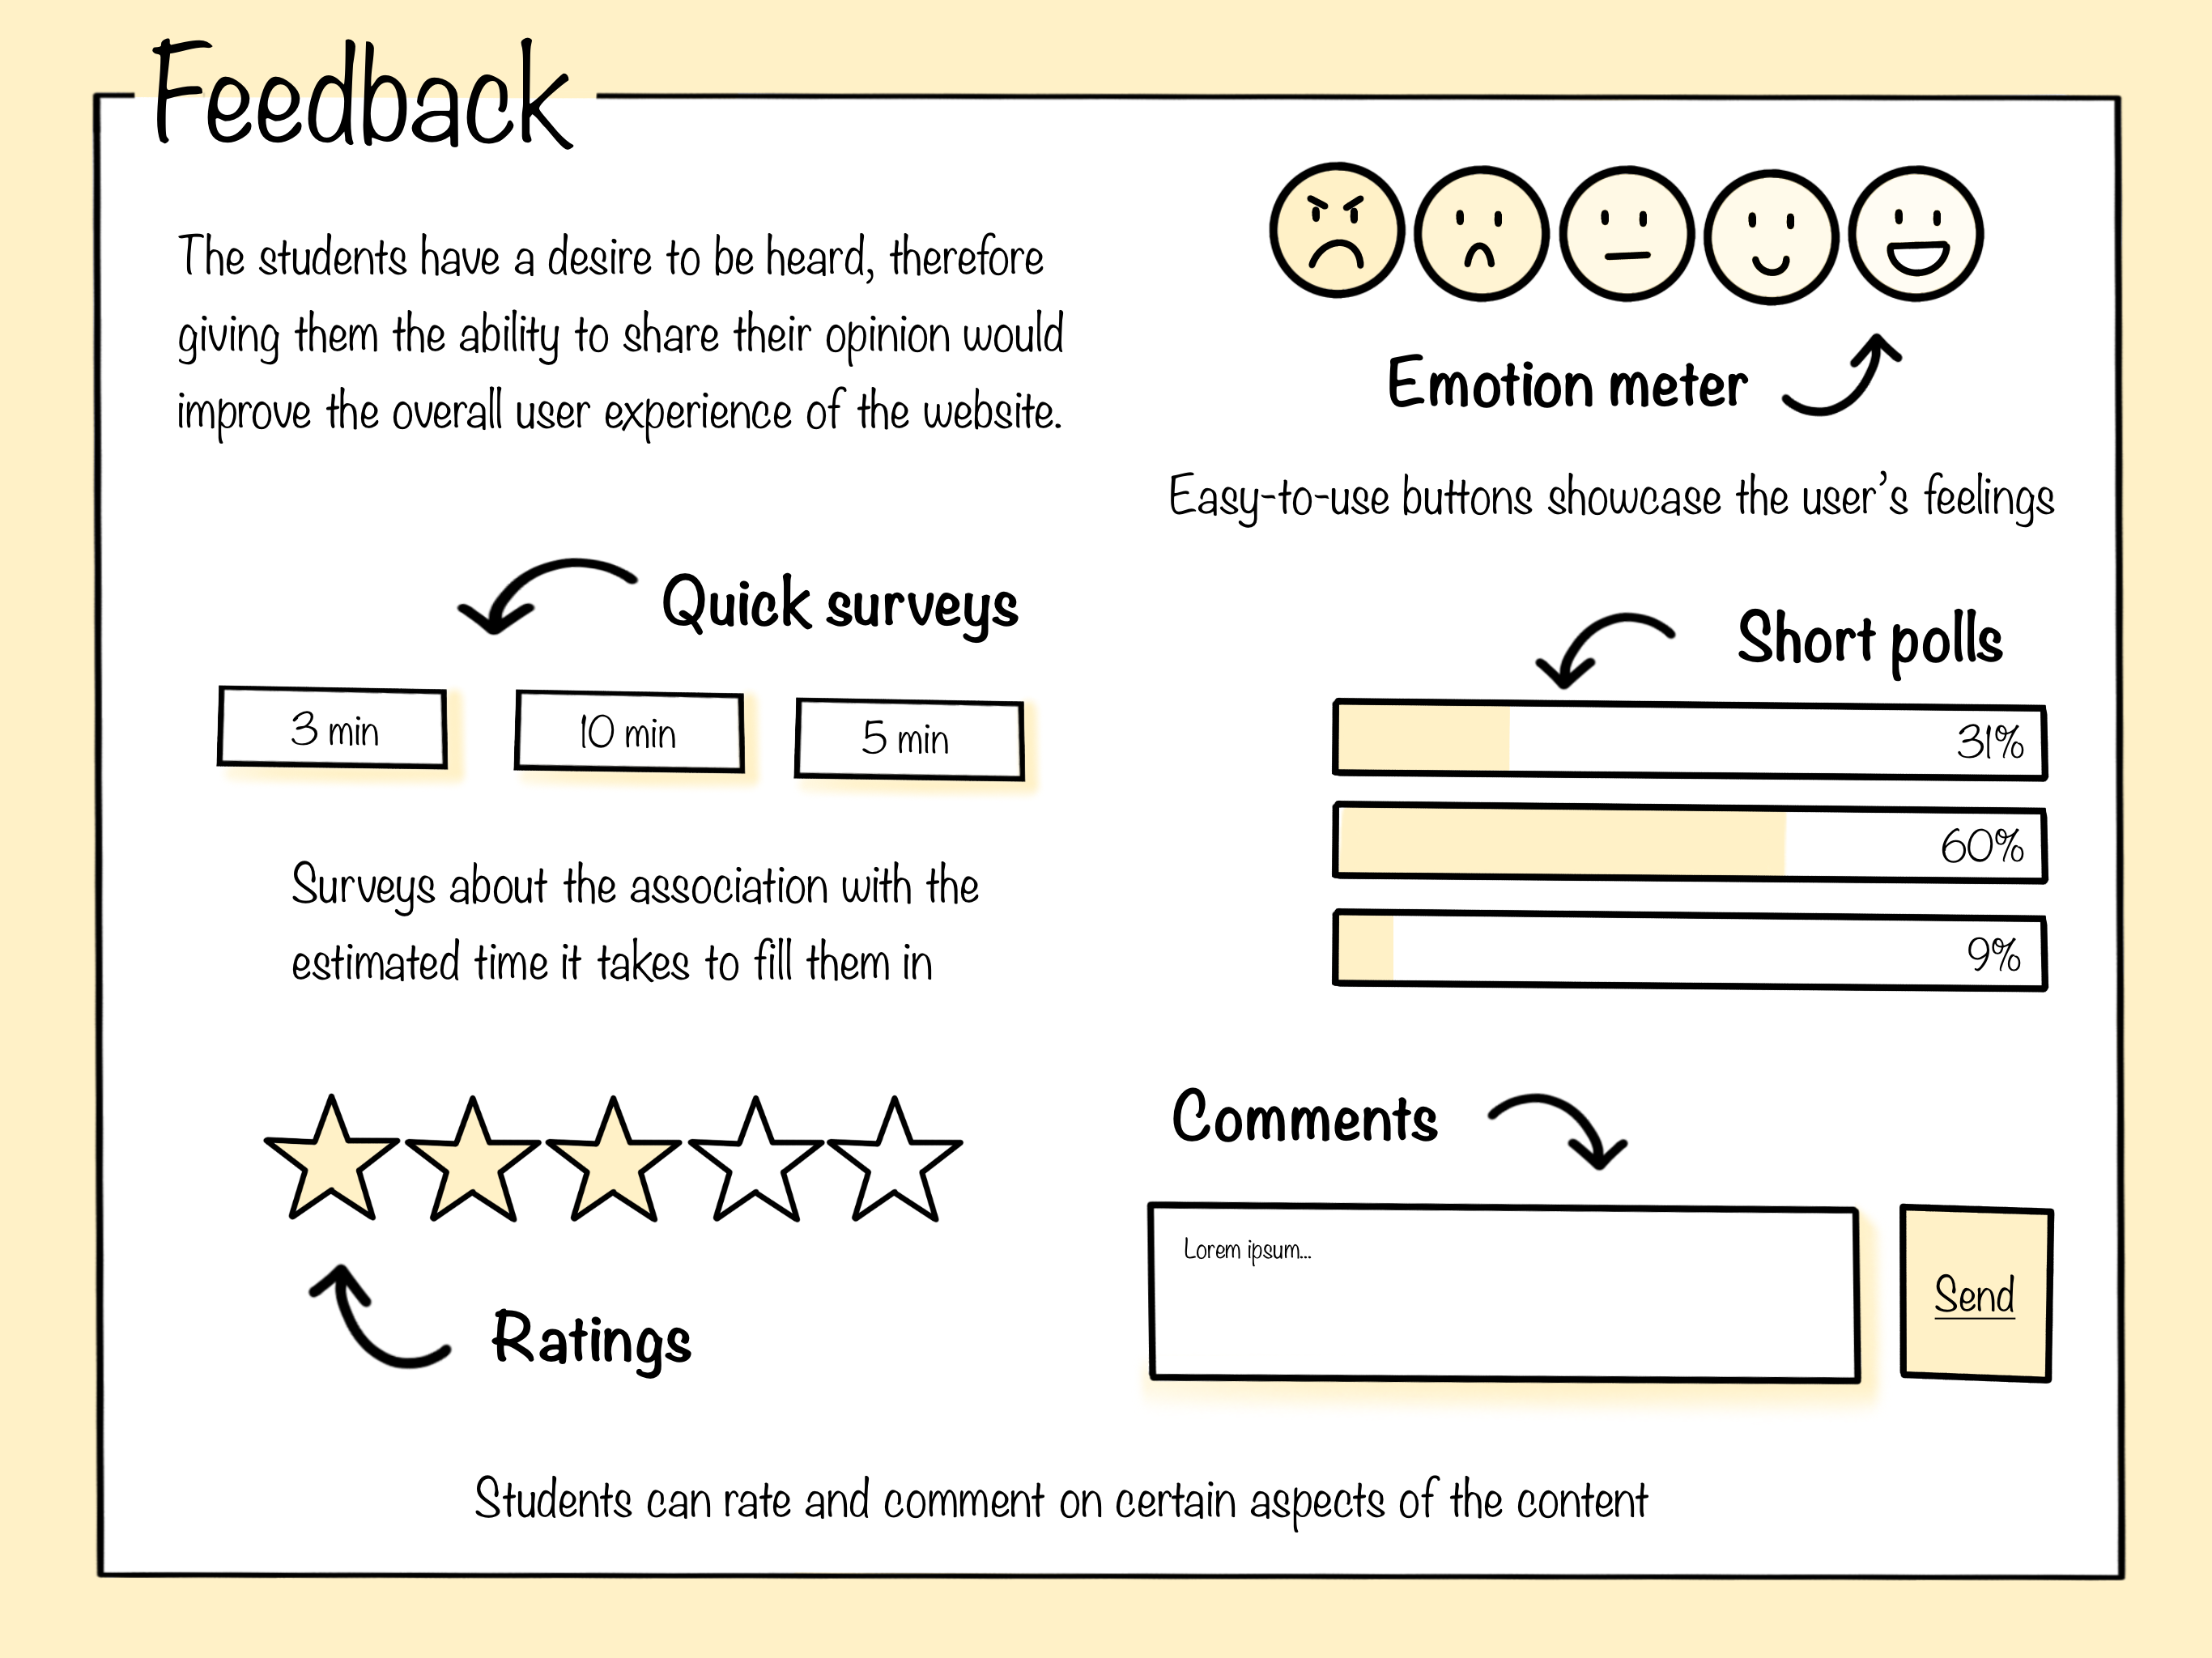 Feedback
The students have a desire to be heard, therefore
giving them the ability to share their opinion would
improve the overall user experience of the website.
Emotion meter
Easy-to-use buttons showcase the user's feelings
Quick surveys
3 min
10 min
5 min
Surveys about the association with the
estimated time it takes to fill them in
Short polls
31%
60%
9%
Ratings
Comments
Lorem ipsum...
Send
Students can rate and comment on certain aspects of the content